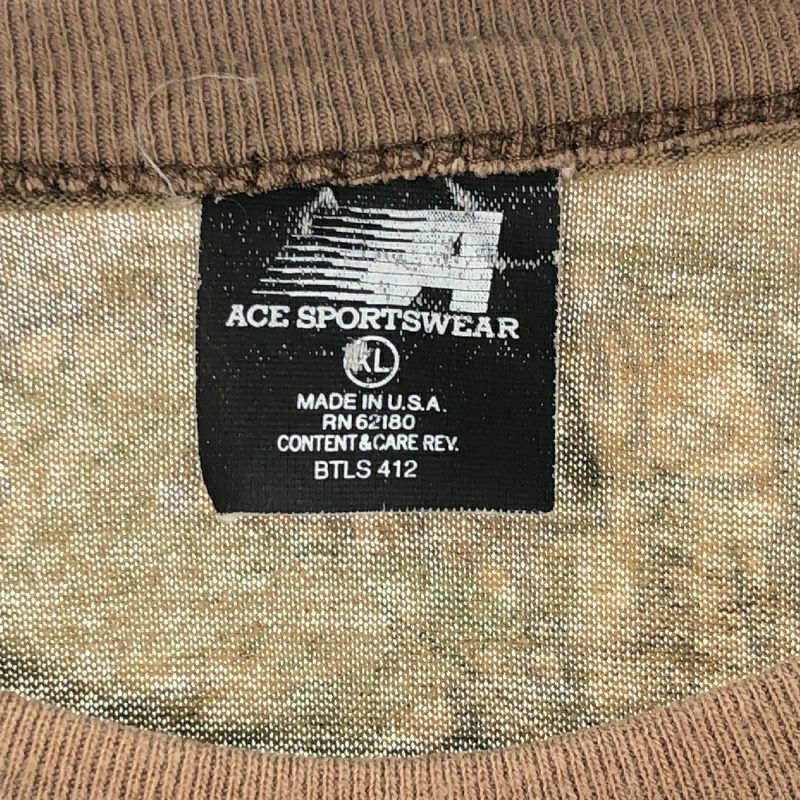 A
ACE SPORTSWEAR
XL
MADE IN U.S.A.
RN 62180
CONTENT & CARE REV.
BTLS 412